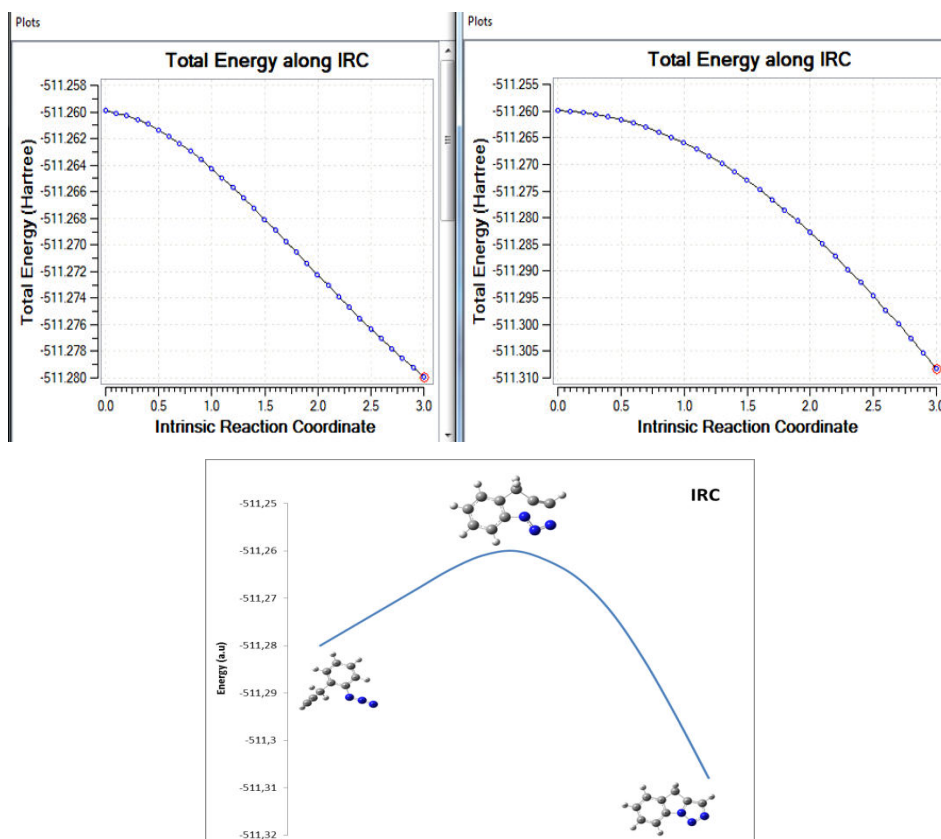 Plots
Total Energy along IRC
-511.258
-511.260
-511.262
-511.264
-511.266
-511.268
-511.270
-511.272
-511.274
-511.276
-511.278
-511.280
Total Energy (Hartree)
0.0 0.5 1.0 1.5 2.0 2.5 3.0
Intrinsic Reaction Coordinate
Plots
Total Energy along IRC
-511.255
-511.260
-511.265
-511.270
-511.275
-511.280
-511.285
-511.290
-511.295
-511.300
-511.305
-511.310
Total Energy (Hartree)
0.0 0.5 1.0 1.5 2.0 2.5 3.0
Intrinsic Reaction Coordinate
IRC
-511,25
-511,26
-511,27
-511,28
-511,29
-511,3
-511,31
-511,32
Energy (a.u)